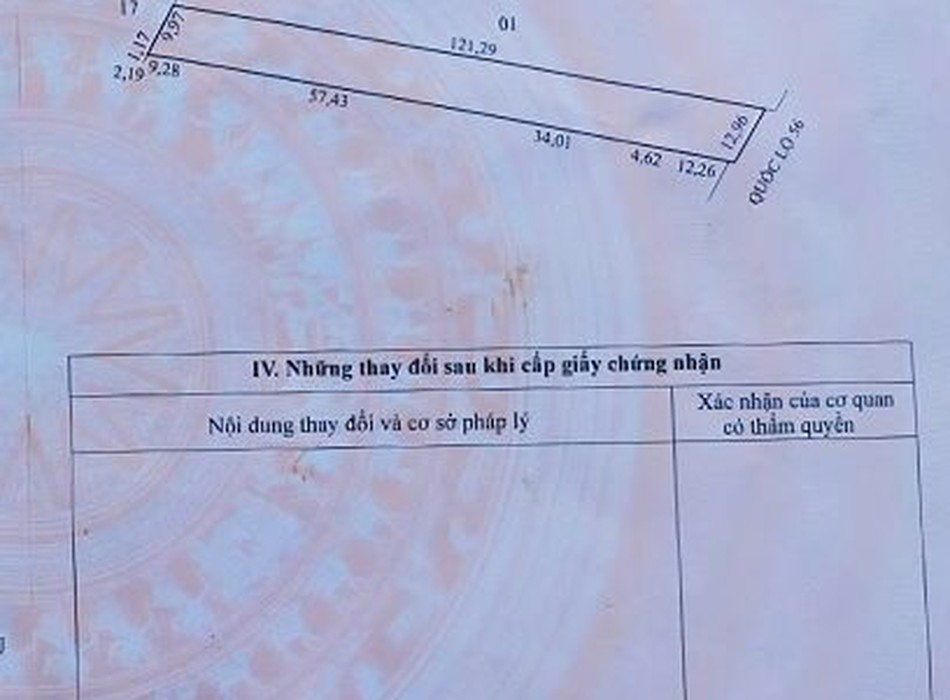 17
01
9,97
121,29
1,17
2,19
9,28
57,43
34,01
4,62
12,26
12,96
QUỐC LỘ 56
IV. Những thay đổi sau khi cấp giấy chứng nhận
Nội dung thay đổi và cơ sở pháp lý
Xác nhận của cơ quan
có thẩm quyền